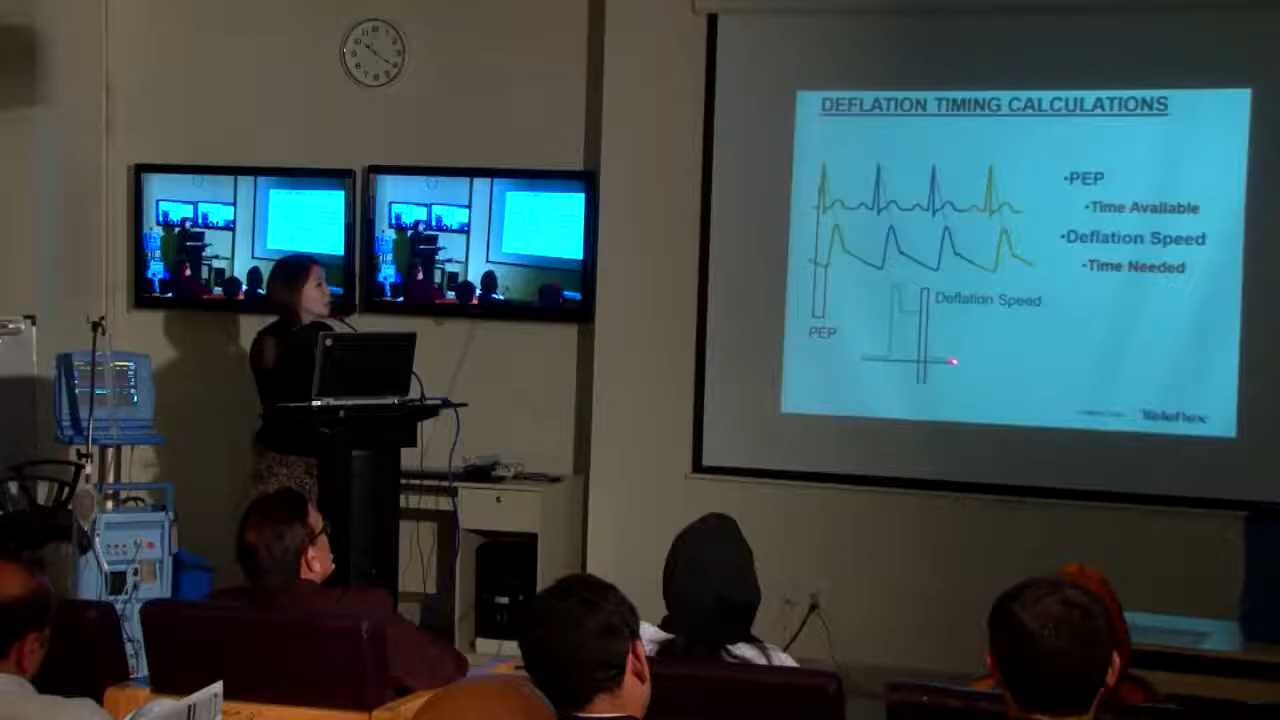 DEFLATION TIMING CALCULATIONS
•PEP
•Time Available
•Deflation Speed
•Time Needed
Deflation Speed
PEP
Teleflex